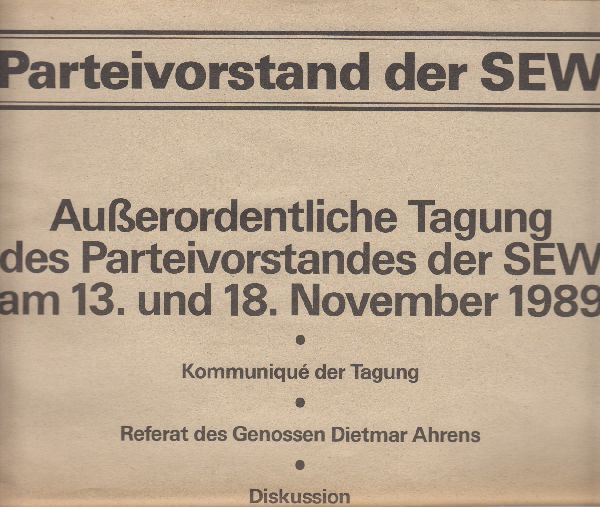 Parteivorstand der SEW
Außerordentliche Tagung
des Parteivorstandes der SEW
am 13. und 18. November 1989
•
Kommuniqué der Tagung
•
Referat des Genossen Dietmar Ahrens
•
Diskussion